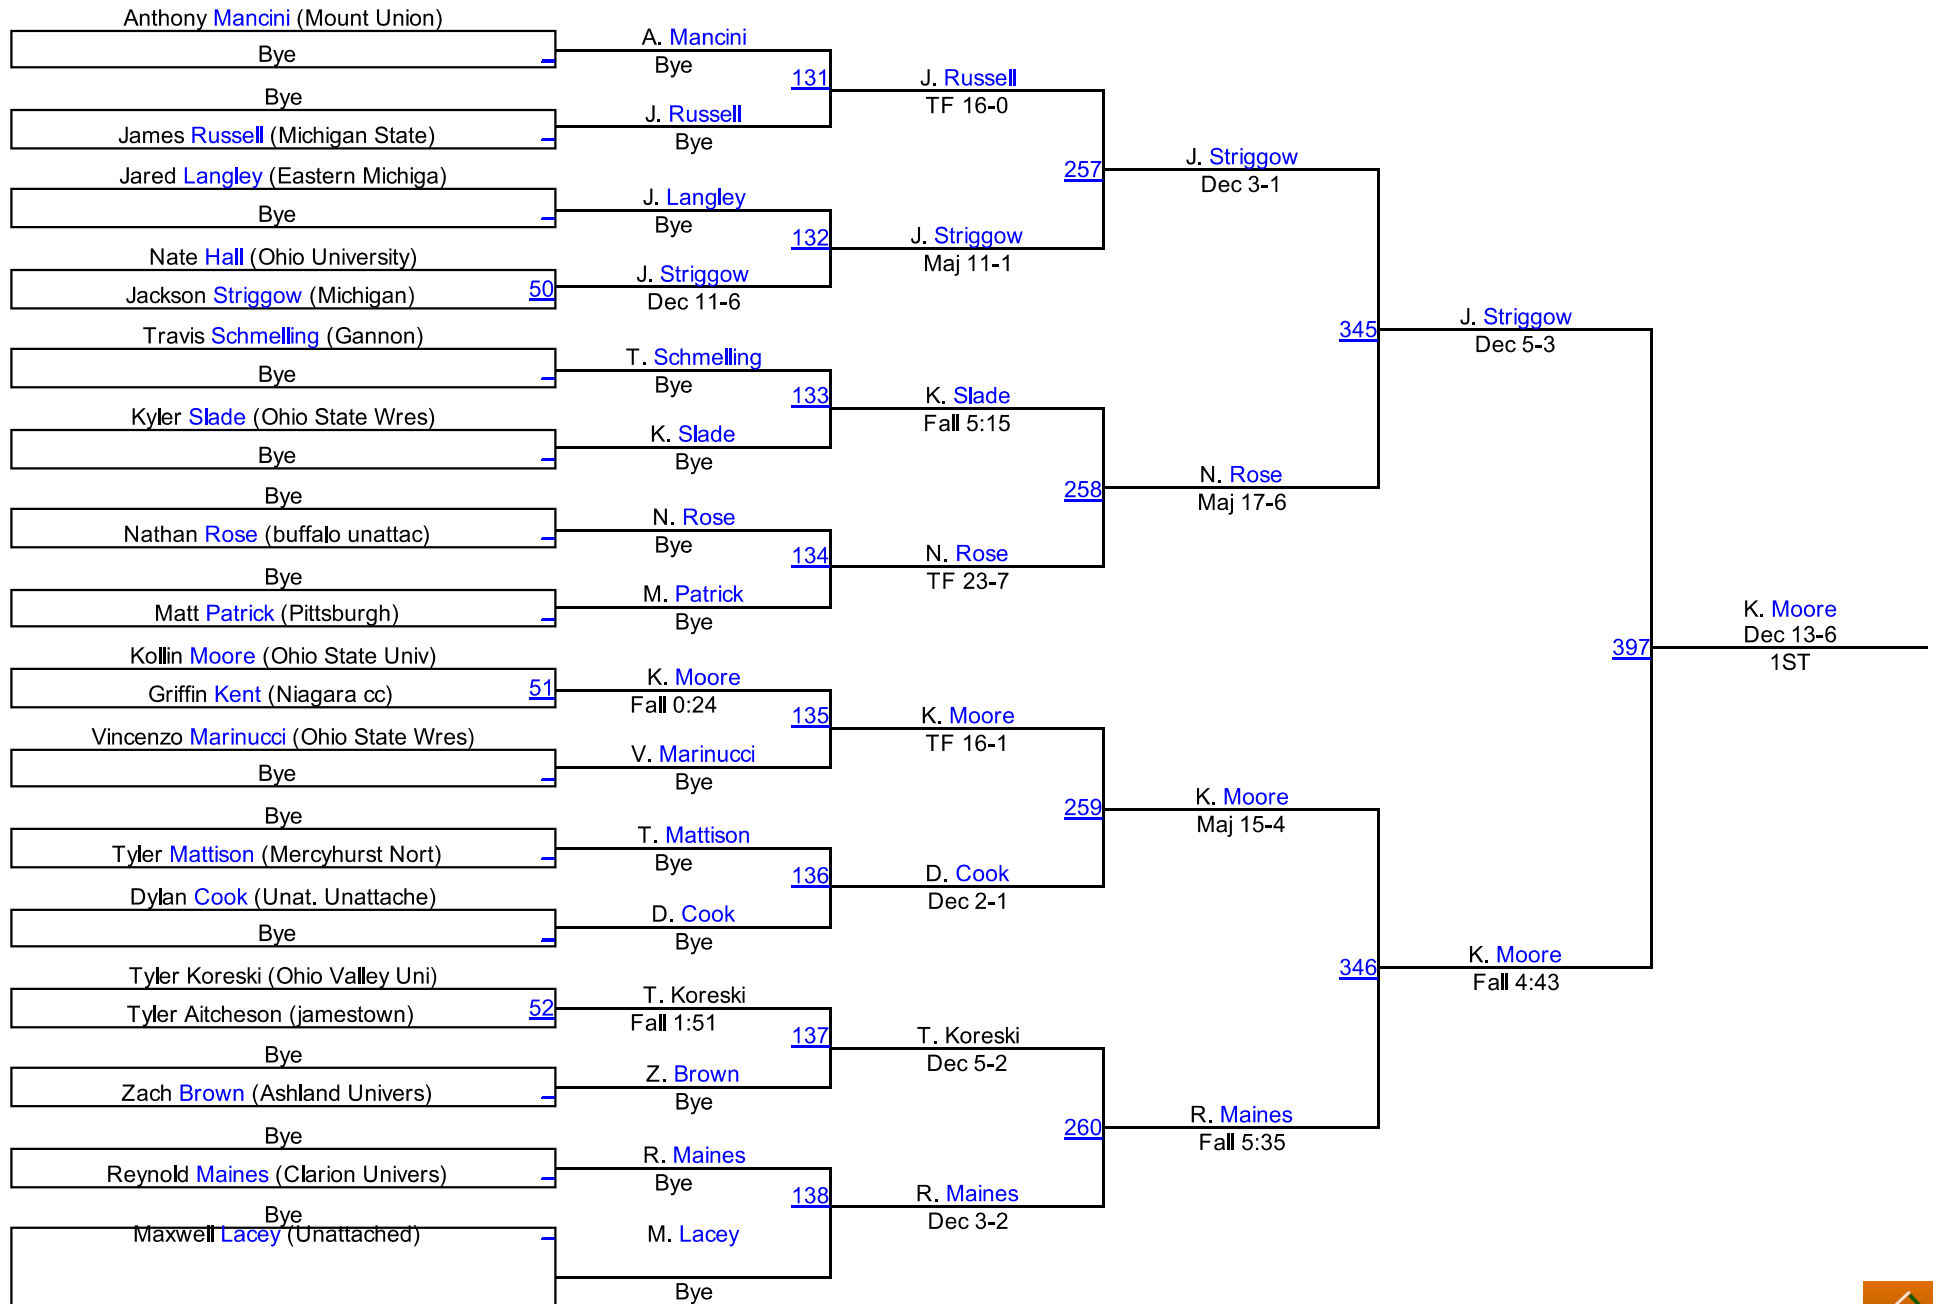 Anthony Mancini (Mount Union)
Bye
Bye
James Russell (Michigan State)
Jared Langley (Eastern Michiga)
Bye
Nate Hall (Ohio University)
Jackson Striggow (Michigan)
50
Travis Schmelling (Gannon)
Bye
Kyler Slade (Ohio State Wres)
Bye
Bye
Nathan Rose (buffalo unattac)
Bye
Matt Patrick (Pittsburgh)
Kollin Moore (Ohio State Univ)
Griffin Kent (Niagara cc)
51
Vincenzo Marinucci (Ohio State Wres)
Bye
Bye
Tyler Mattison (Mercyhurst Nort)
Dylan Cook (Unat. Unattache)
Bye
Tyler Koreski (Ohio Valley Uni)
Tyler Aitcheson (jamestown)
52
Bye
Zach Brown (Ashland Univers)
Bye
Reynold Maines (Clarion Univers)
Bye
Maxwell Lacey (Unattached)
A. Mancini
Bye
131
J. Russell
Bye
J. Langley
Bye
132
J. Striggow
Dec 11-6
T. Schmelling
Bye
133
K. Slade
Bye
N. Rose
Bye
134
M. Patrick
Bye
K. Moore
Fall 0:24
135
V. Marinucci
Bye
T. Mattison
Bye
136
D. Cook
Bye
T. Koreski
Fall 1:51
137
Z. Brown
Bye
R. Maines
Bye
138
M. Lacey
Bye
J. Russell
TF 16-0
257
J. Striggow
Maj 11-1
K. Slade
Fall 5:15
258
N. Rose
TF 23-7
K. Moore
TF 16-1
259
D. Cook
Dec 2-1
T. Koreski
Dec 5-2
260
R. Maines
Dec 3-2
J. Striggow
Dec 3-1
345
N. Rose
Maj 17-6
K. Moore
Maj 15-4
346
R. Maines
Fall 5:35
J. Striggow
Dec 5-3
397
K. Moore
Fall 4:43
K. Moore
Dec 13-6
1ST